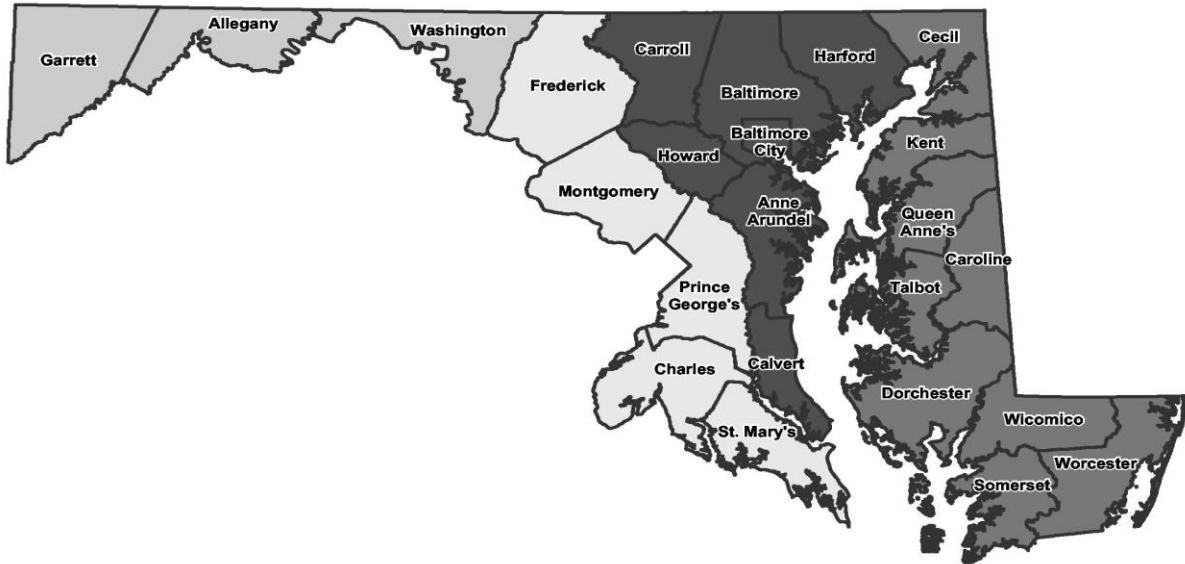 Garrett
Allegany
Washington
Frederick
Carroll
Baltimore
Harford
Cecil
Baltimore
City
Howard
Kent
Montgomery
Anne
Arundel
Queen
Anne's
Caroline
Talbot
Prince
George's
Charles
Calvert
Dorchester
St. Mary's
Wicomico
Worcester
Somerset